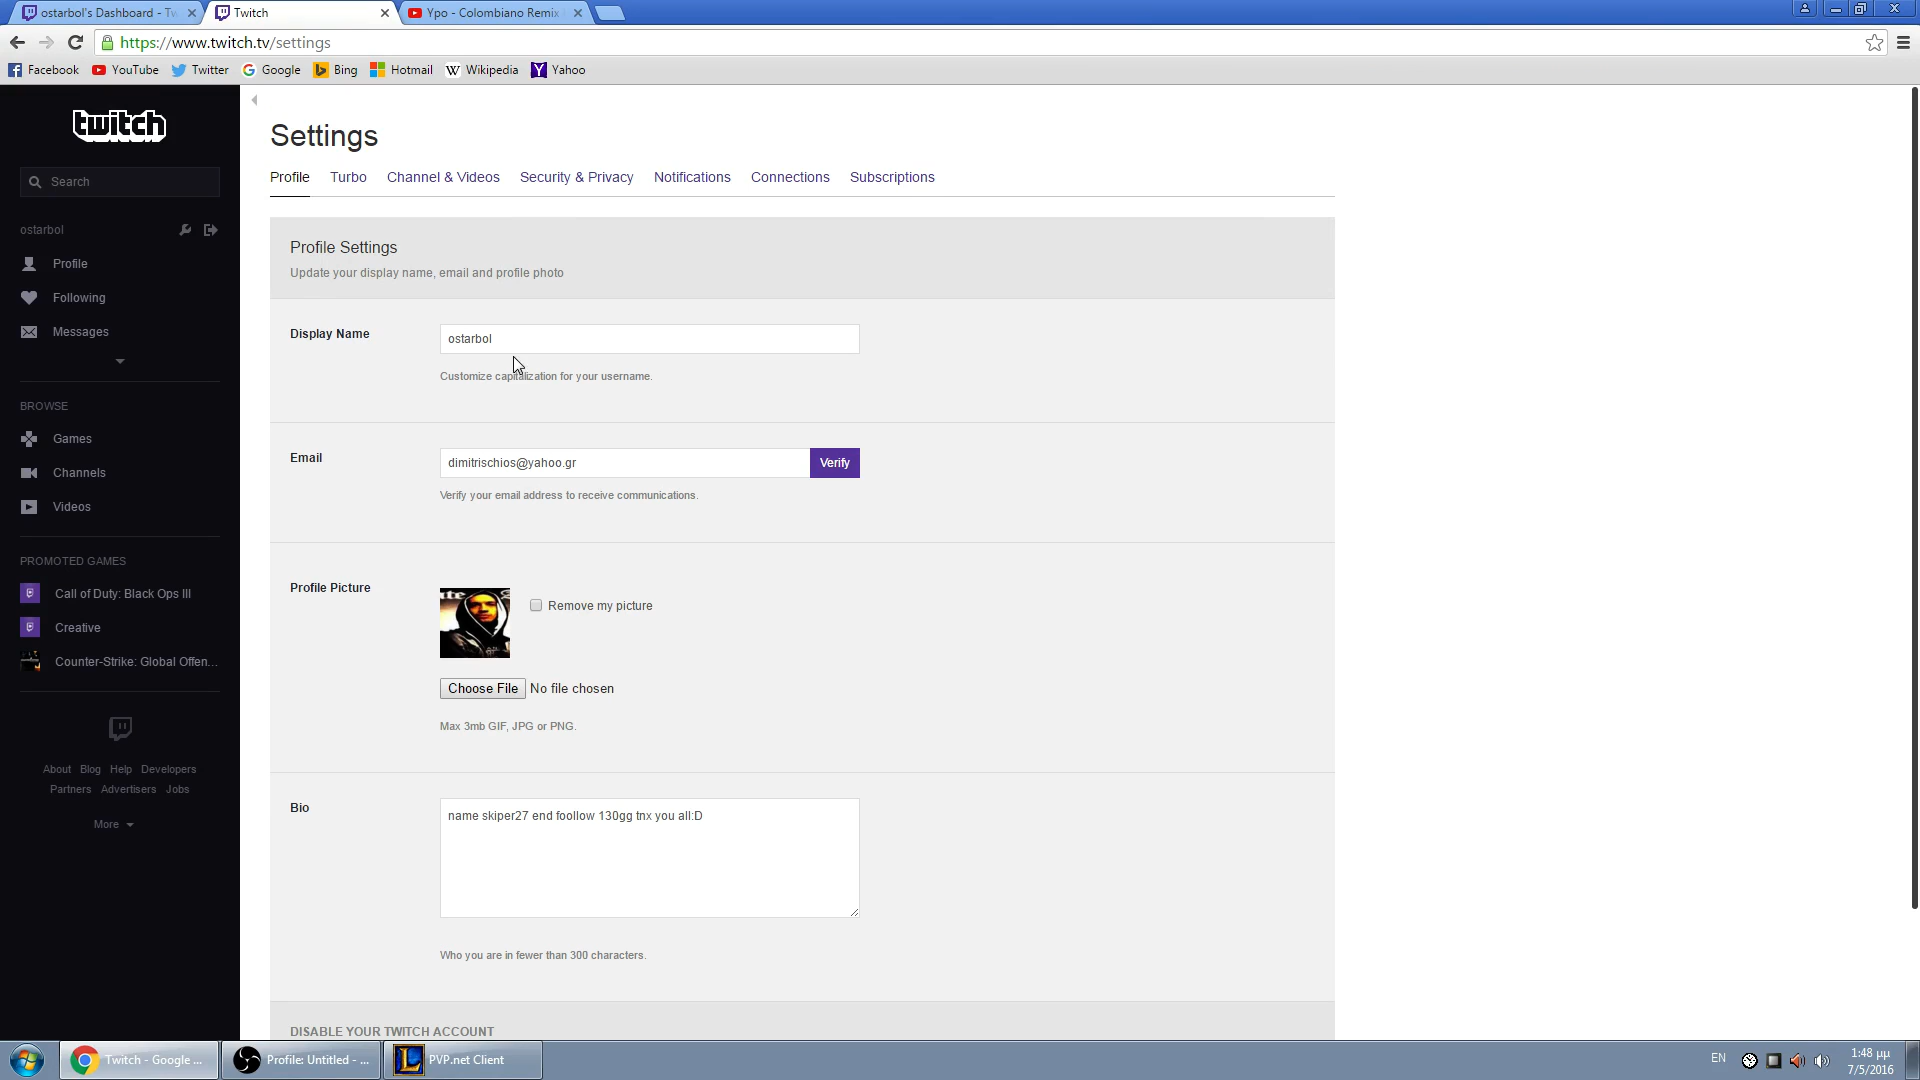 ostarbol's Dashboard - Tw
Twitch
Ypo - Colombiano Remix
https://www.twitch.tv/settings
Facebook
YouTube
Twitter
Google
Bing
Hotmail
W Wikipedia
Yahoo
twitch
Search
ostarbol
Profile
Following
Messages
BROWSE
Games
Channels
Videos
PROMOTED GAMES
Call of Duty: Black Ops III
Creative
Counter-Strike: Global Offen...
About Blog Help Developers
Partners Advertisers Jobs
More
Settings
Profile Turbo Channel & Videos Security & Privacy Notifications Connections Subscriptions
Profile Settings
Update your display name, email and profile photo
Display Name
ostarbol
Customize capitalization for your username.
Email
dimitrischios@yahoo.gr
Verify
Verify your email address to receive communications.
Profile Picture
Remove my picture
Choose File No file chosen
Max 3mb GIF, JPG or PNG.
Bio
name skiper27 end foollow 130gg tnx you all:D
Who you are in fewer than 300 characters.
DISABLE YOUR TWITCH ACCOUNT
Twitch - Google ...
Profile: Untitled - ...
PVP.net Client
EN
1:48 μμ
7/5/2016